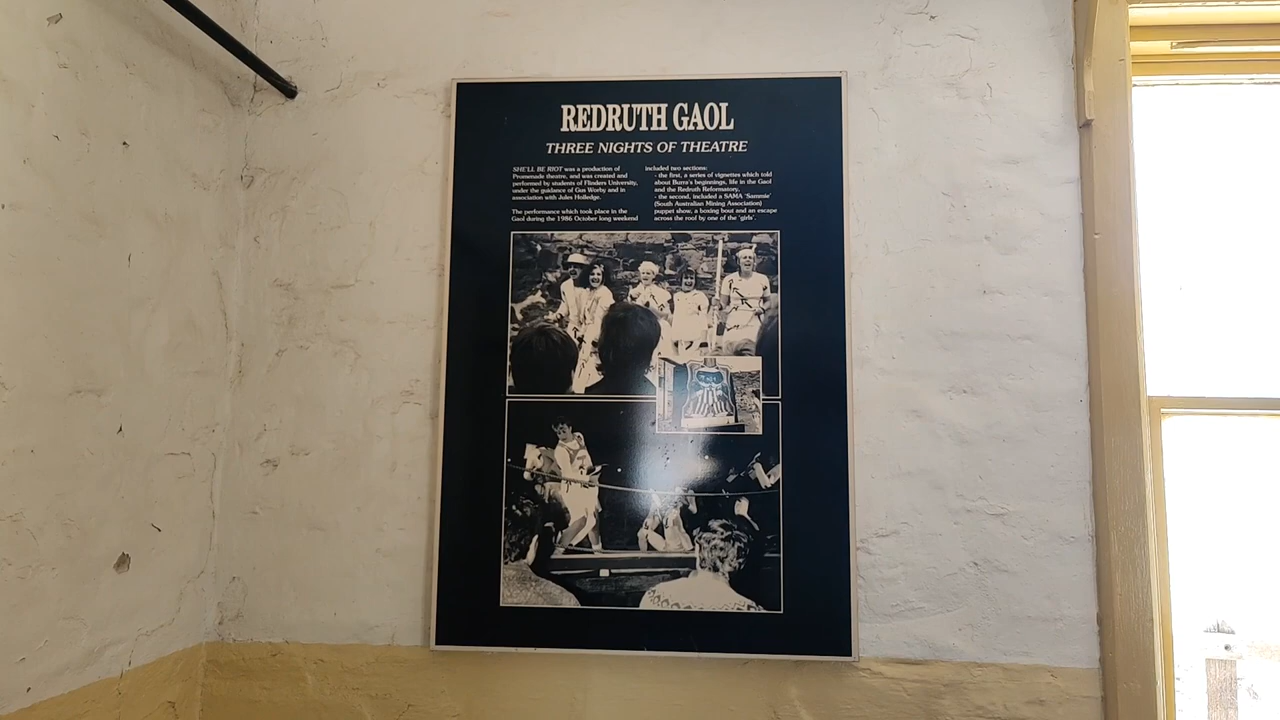 REDRUTH GAOL
THREE NIGHTS OF THEATRE
SHE'LL BE RIOT was a production of
Promenade theatre, and was created and
performed by students of Flinders University,
under the guidance of Gus Worby and in
association with Jules Holledge.
The performance which took place in the
Gaol during the 1986 October long weekend
included two sections:
- the first, a series of vignettes which told
about Burra's beginnings, life in the Gaol
and the Redruth Reformatory,
- the second, included a SAMA 'Sammie'
(South Australian Mining Association)
puppet show, a boxing bout and an escape
across the roof by one of the 'girls'.